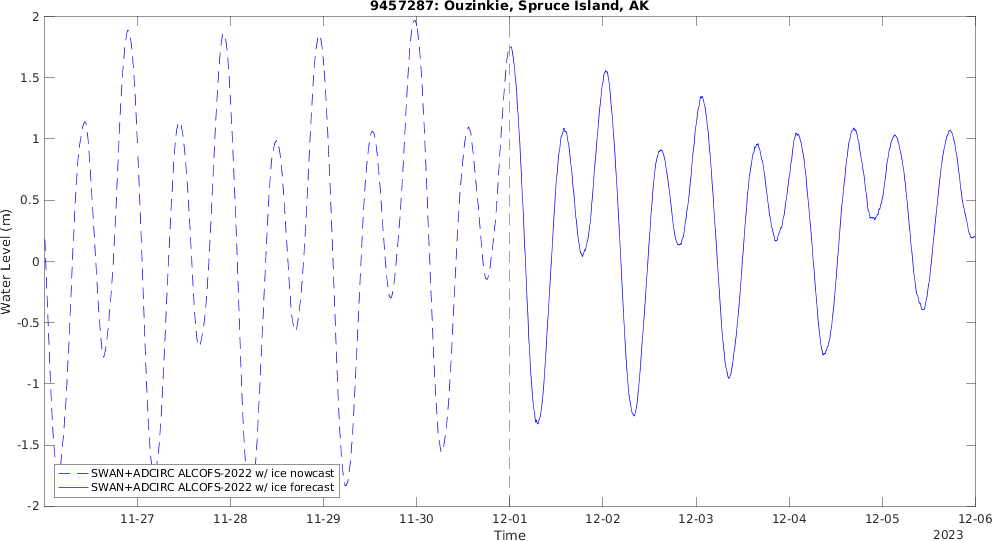 9457287: Ouzinkie, Spruce Island, AK
2
1.5
1
0.5
0
-0.5
-1
-1.5
-2
Water Level (m)
SWAN+ADCIRC ALCOFS-2022 w/ ice nowcast
SWAN+ADCIRC ALCOFS-2022 w/ ice forecast
11-27 11-28 11-29 11-30 12-01 12-02 12-03 12-04 12-05 12-06
Time
2023